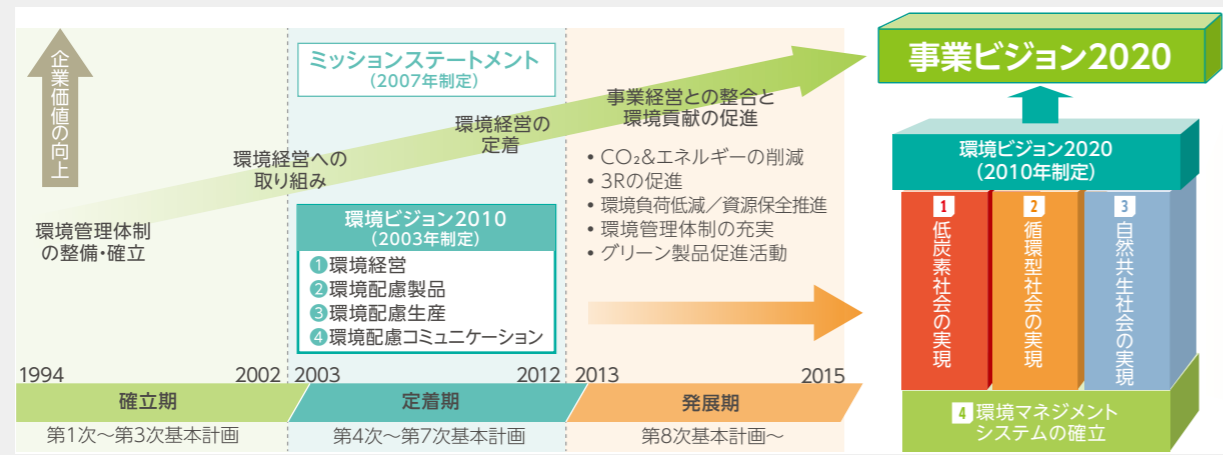 企業価値の向上
環境管理体制
の整備・確立
環境経営への
取り組み
ミッションステートメント
(2007年制定)
環境経営の
定着
環境ビジョン2010
(2003年制定)
1環境経営
2環境配慮製品
3環境配慮生産
4環境配慮コミュニケーション
事業経営との整合と
環境貢献の促進
• CO₂&エネルギーの削減
• 3Rの促進
• 環境負荷低減/資源保全推進
• 環境管理体制の充実
• グリーン製品促進活動
1994
2002
2003
2012
2013
2015
確立期
定着期
発展期
第1次〜第3次基本計画
第4次〜第7次基本計画
第8次基本計画〜
事業ビジョン2020
環境ビジョン2020
(2010年制定)
1 低炭素社会の実現
2 循環型社会の実現
3 自然共生社会の実現
4 環境マネジメント
システムの確立